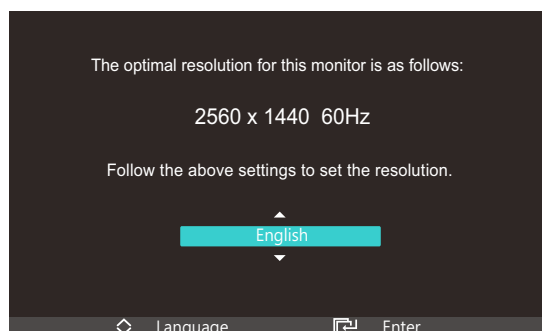 The optimal resolution for this monitor is as follows:
2560 x 1440 60Hz
Follow the above settings to set the resolution.
English
Language Enter